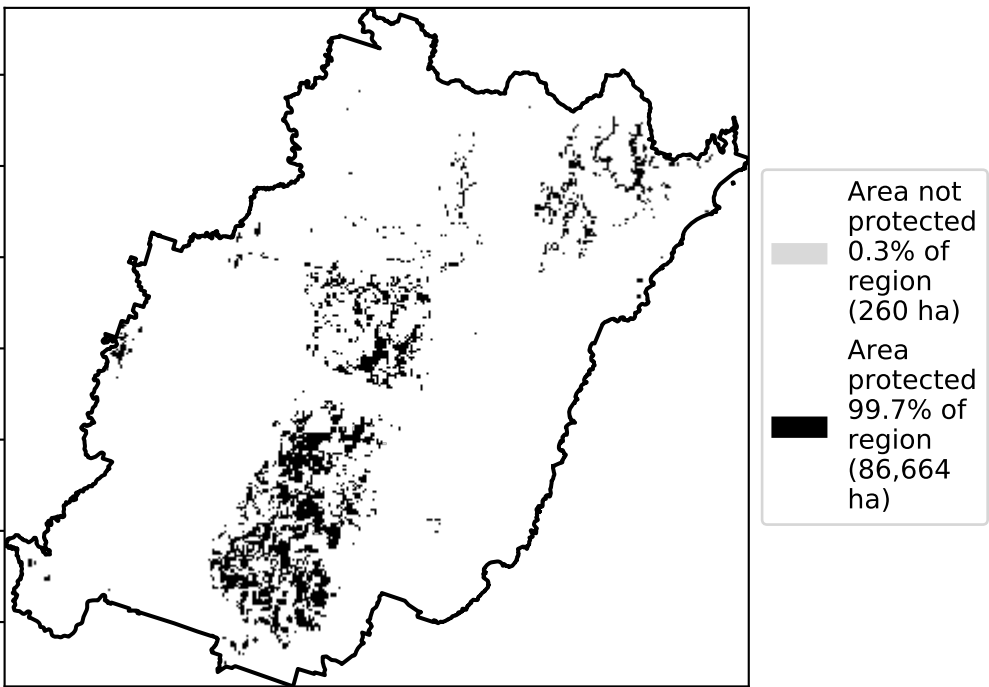 Area not
protected
0.3% of
region
(260 ha)
Area
protected
99.7% of
region
(86,664
ha)